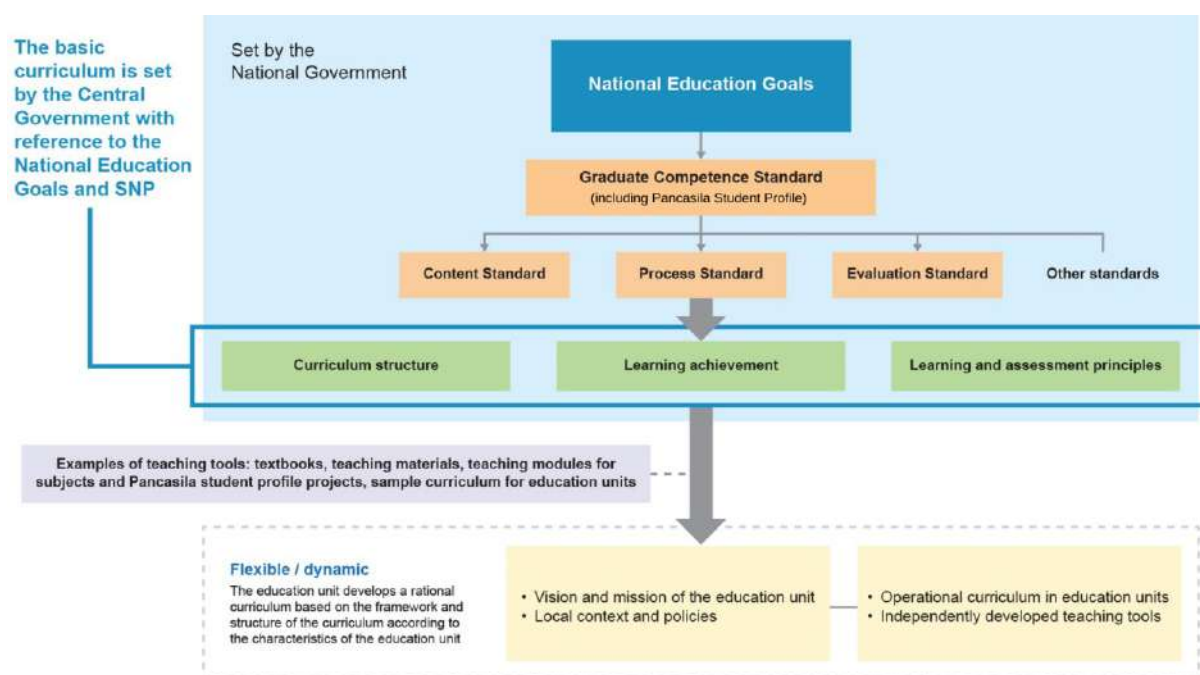 The basic
curriculum is set
by the Central
Government with
reference to the
National Education
Goals and SNP
Set by the
National Government
National Education Goals
Graduate Competence Standard
(including Pancasila Student Profile)
Content Standard
Process Standard
Evaluation Standard
Other standards
Curriculum structure
Learning achievement
Learning and assessment principles
Examples of teaching tools: textbooks, teaching materials, teaching modules for
subjects and Pancasila student profile projects, sample curriculum for education units
Flexible / dynamic
The education unit develops a rational
curriculum based on the framework and
structure of the curriculum according to
the characteristics of the education unit
• Vision and mission of the education unit
• Local context and policies
• Operational curriculum in education units
• Independently developed teaching tools